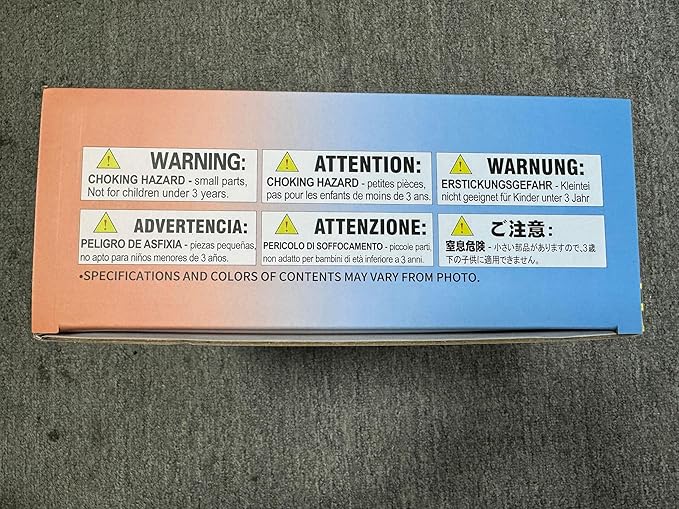 WARNING:
CHOKING HAZARD - small parts,
Not for children under 3 years.
ATTENTION:
CHOKING HAZARD - petites pièces,
pas pour les enfants de moins de 3 ans.
WARNUNG:
ERSTICKUNGSGEFAHR - Kleintei
nicht geeignet für Kinder unter 3 Jahr
ADVERTENCIA:
PELIGRO DE ASFIXIA - piezas pequeñas,
no apto para niños menores de 3 años.
ATTENZIONE:
PERICOLO DI SOFFOCAMENTO - piccole parti,
non adatto per bambini di età inferiore a 3 anni.
ご注意:
窒息危険 - 小さい部品がありますので、3歳
下の子供に適用できません。
•SPECIFICATIONS AND COLORS OF CONTENTS MAY VARY FROM PHOTO.